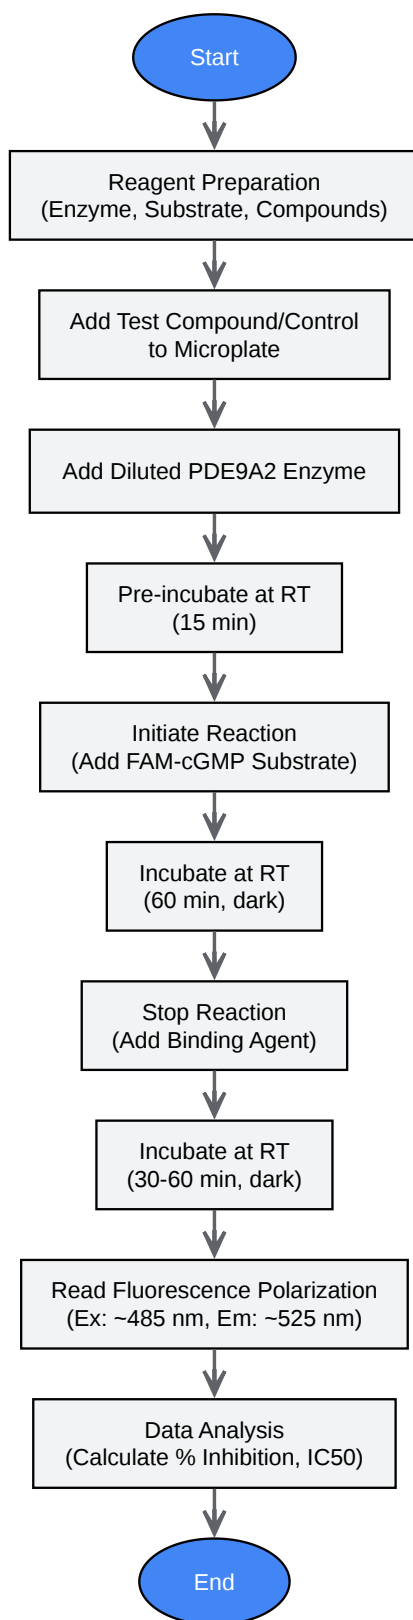 Start
Reagent Preparation
(Enzyme, Substrate, Compounds)
Add Test Compound/Control
to Microplate
Add Diluted PDE9A2 Enzyme
Pre-incubate at RT
(15 min)
Initiate Reaction
(Add FAM-cGMP Substrate)
Incubate at RT
(60 min, dark)
Stop Reaction
(Add Binding Agent)
Incubate at RT
(30-60 min, dark)
Read Fluorescence Polarization
(Ex: ~485 nm, Em: ~525 nm)
Data Analysis
(Calculate % Inhibition, IC50)
End